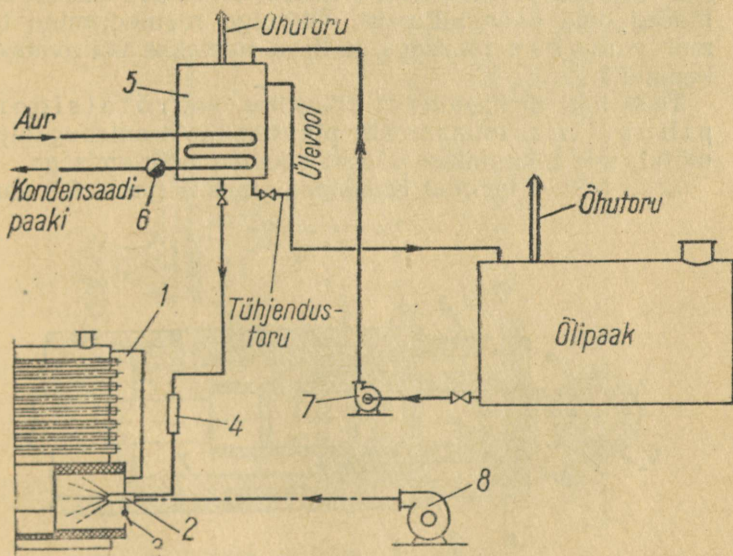 Õhutoru
5
Aur
Ülevool
Kondensaadi-
paaki
6
Õhutoru
1
Tühjendus-
toru
Õlipaak
7
4
8
2